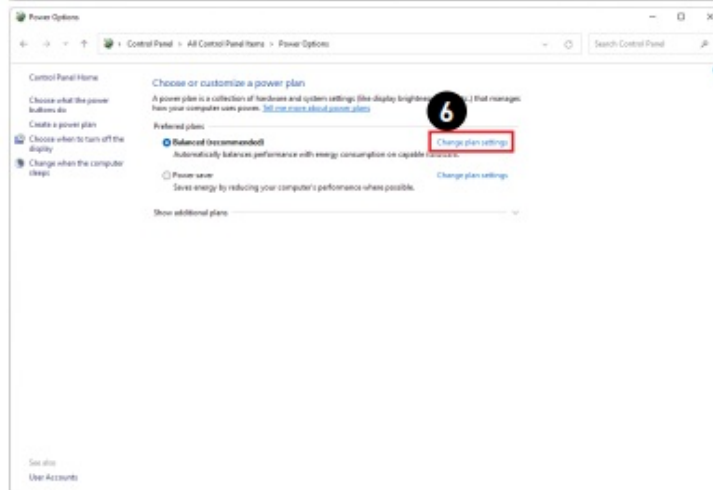 Power Options
Control Panel > All Control Panel Items > Power Options
Search Control Panel
Control Panel Home
Choose what the power
buttons do
Create a power plan
Choose when to turn off the
display
Change when the computer
sleeps
Choose or customize a power plan
A power plan is a collection of hardware and system settings (like display brightness .) that manages
how your computer uses power. Tell me more about power plans
6
Preferred plans
Balanced (recommended)
Change plan settings
Automatically balances performance with energy consumption on capable
Power saver
Change plan settings
Saves energy by reducing your computer's performance where possible.
Show additional plans
See also
User Accounts